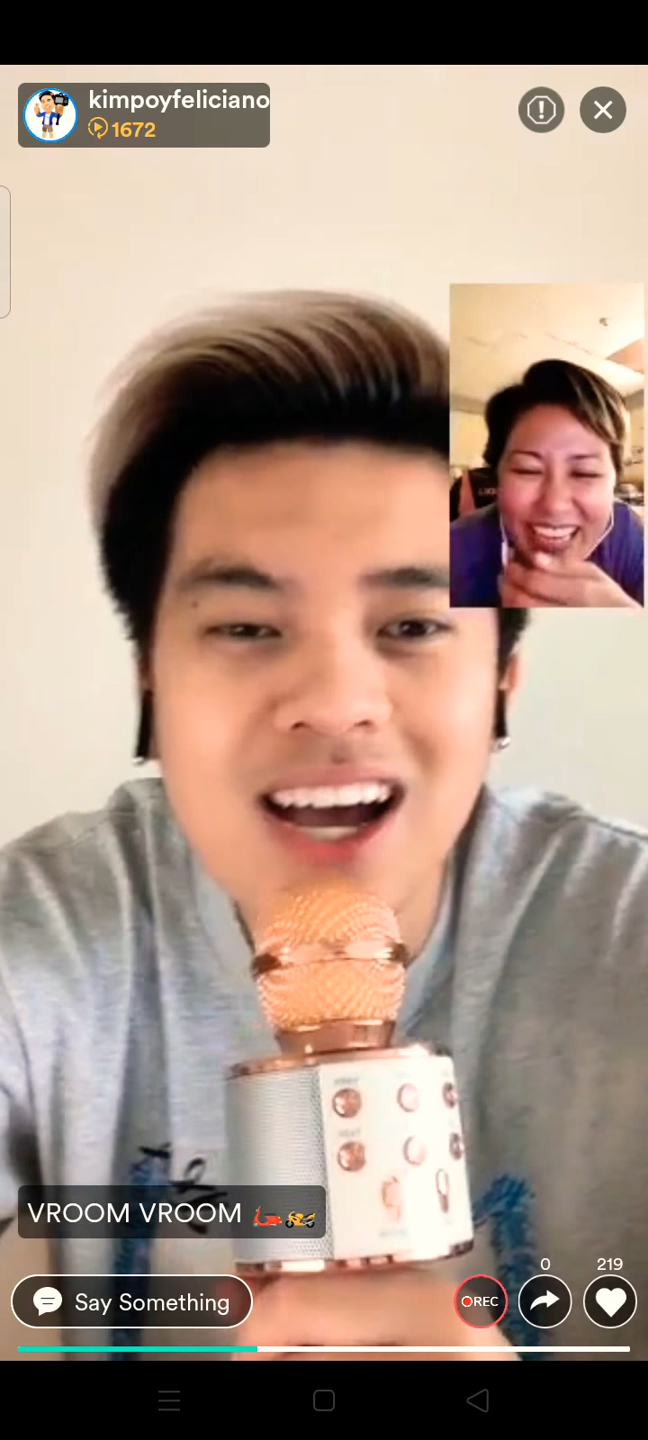 kimpoyfeliciano
1672
VROOM VROOM 🛵🏍️
0
219
Say Something
REC